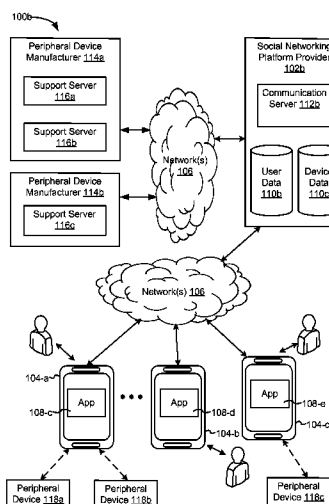 100b
Peripheral Device
Manufacturer 114a
Support Server
116a
Support Server
116b
Peripheral Device
Manufacturer 114b
Support Server
116c
Network(s)
106
Social Networking
Platform Provider
102b
Communication
Server
112b
User
Data
110b
Device
Data
110c
Network(s) 106
104-a
App
108-c
App
108-d
104-b
App
108-e
104-c
Peripheral
Device 118a
Peripheral
Device 118b
Peripheral
Device 118c